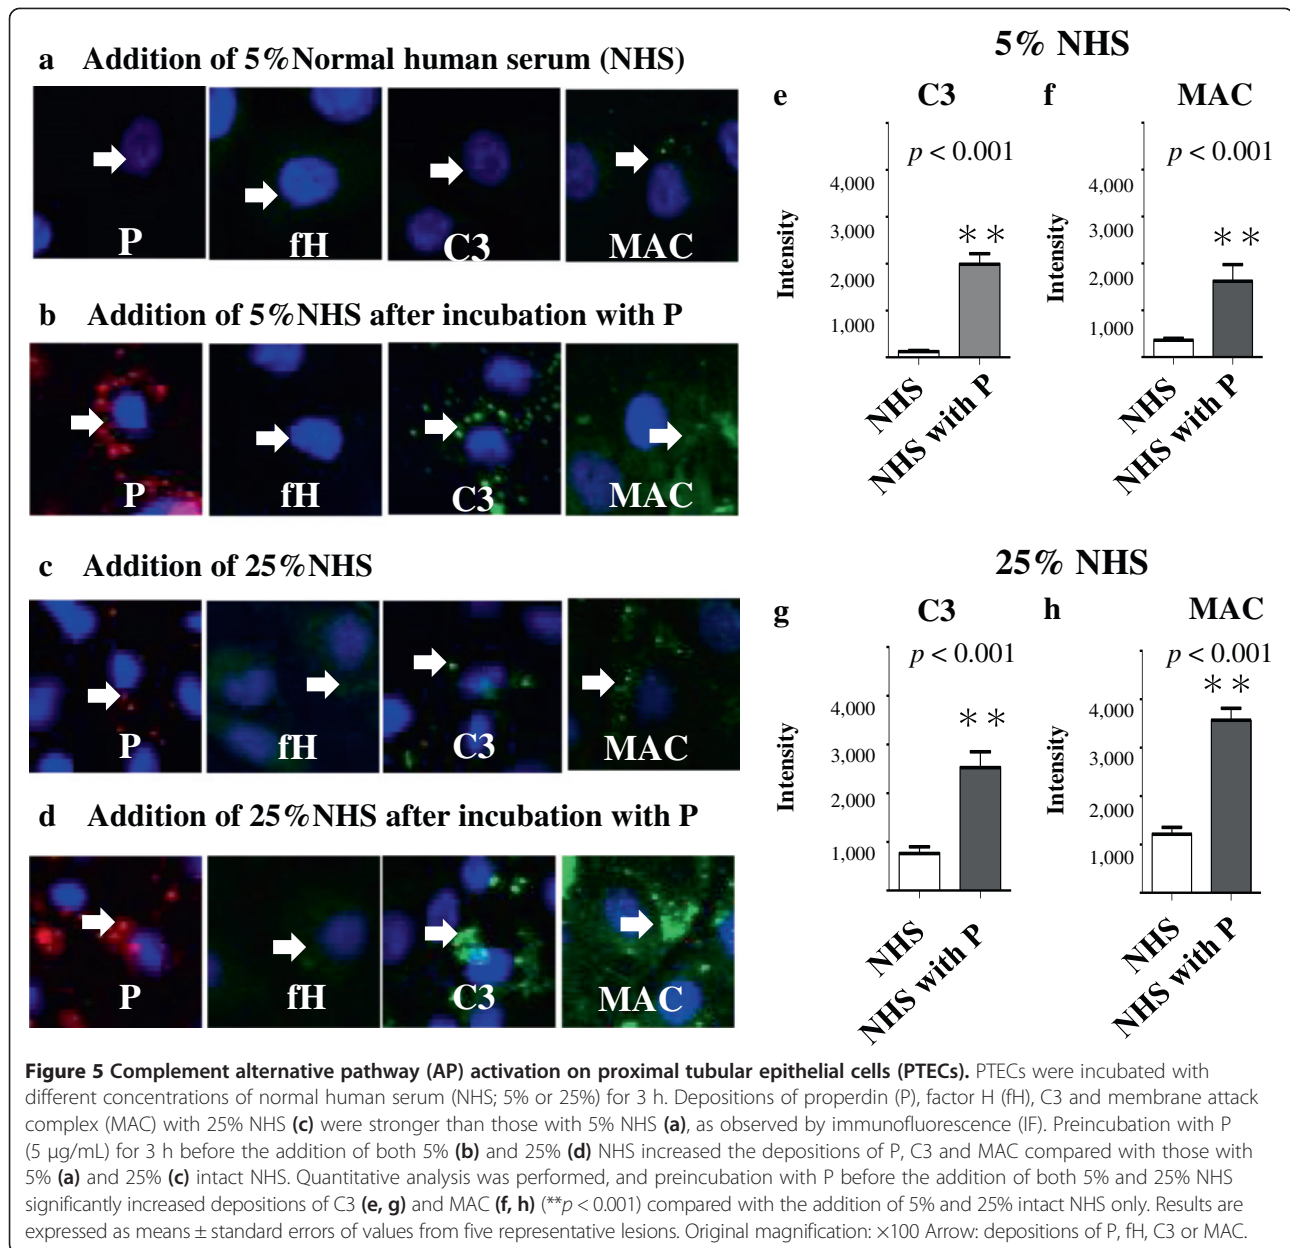 a Addition of 5%Normal human serum (NHS)
P fH C3 MAC
b Addition of 5%NHS after incubation with P
P fH C3 MAC
c Addition of 25%NHS
P fH C3 MAC
d Addition of 25%NHS after incubation with P
P fH C3 MAC
5% NHS
e C3
p < 0.001
4,000
3,000
2,000
1,000
Intensity
**
NHS
NHS with P
f MAC
p < 0.001
4,000
3,000
2,000
1,000
Intensity
**
NHS
NHS with P
25% NHS
g C3
p < 0.001
4,000
3,000
2,000
1,000
Intensity
**
NHS
NHS with P
h MAC
p < 0.001
**
4,000
3,000
2,000
1,000
Intensity
NHS
NHS with P
Figure 5 Complement alternative pathway (AP) activation on proximal tubular epithelial cells (PTECs). PTECs were incubated with
different concentrations of normal human serum (NHS; 5% or 25%) for 3 h. Depositions of properdin (P), factor H (fH), C3 and membrane attack
complex (MAC) with 25% NHS (c) were stronger than those with 5% NHS (a), as observed by immunofluorescence (IF). Preincubation with P
(5 μg/mL) for 3 h before the addition of both 5% (b) and 25% (d) NHS increased the depositions of P, C3 and MAC compared with those with
5% (a) and 25% (c) intact NHS. Quantitative analysis was performed, and preincubation with P before the addition of both 5% and 25% NHS
significantly increased depositions of C3 (e, g) and MAC (f, h) (**p < 0.001) compared with the addition of 5% and 25% intact NHS only. Results are
expressed as means ± standard errors of values from five representative lesions. Original magnification: ×100 Arrow: depositions of P, fH, C3 or MAC.